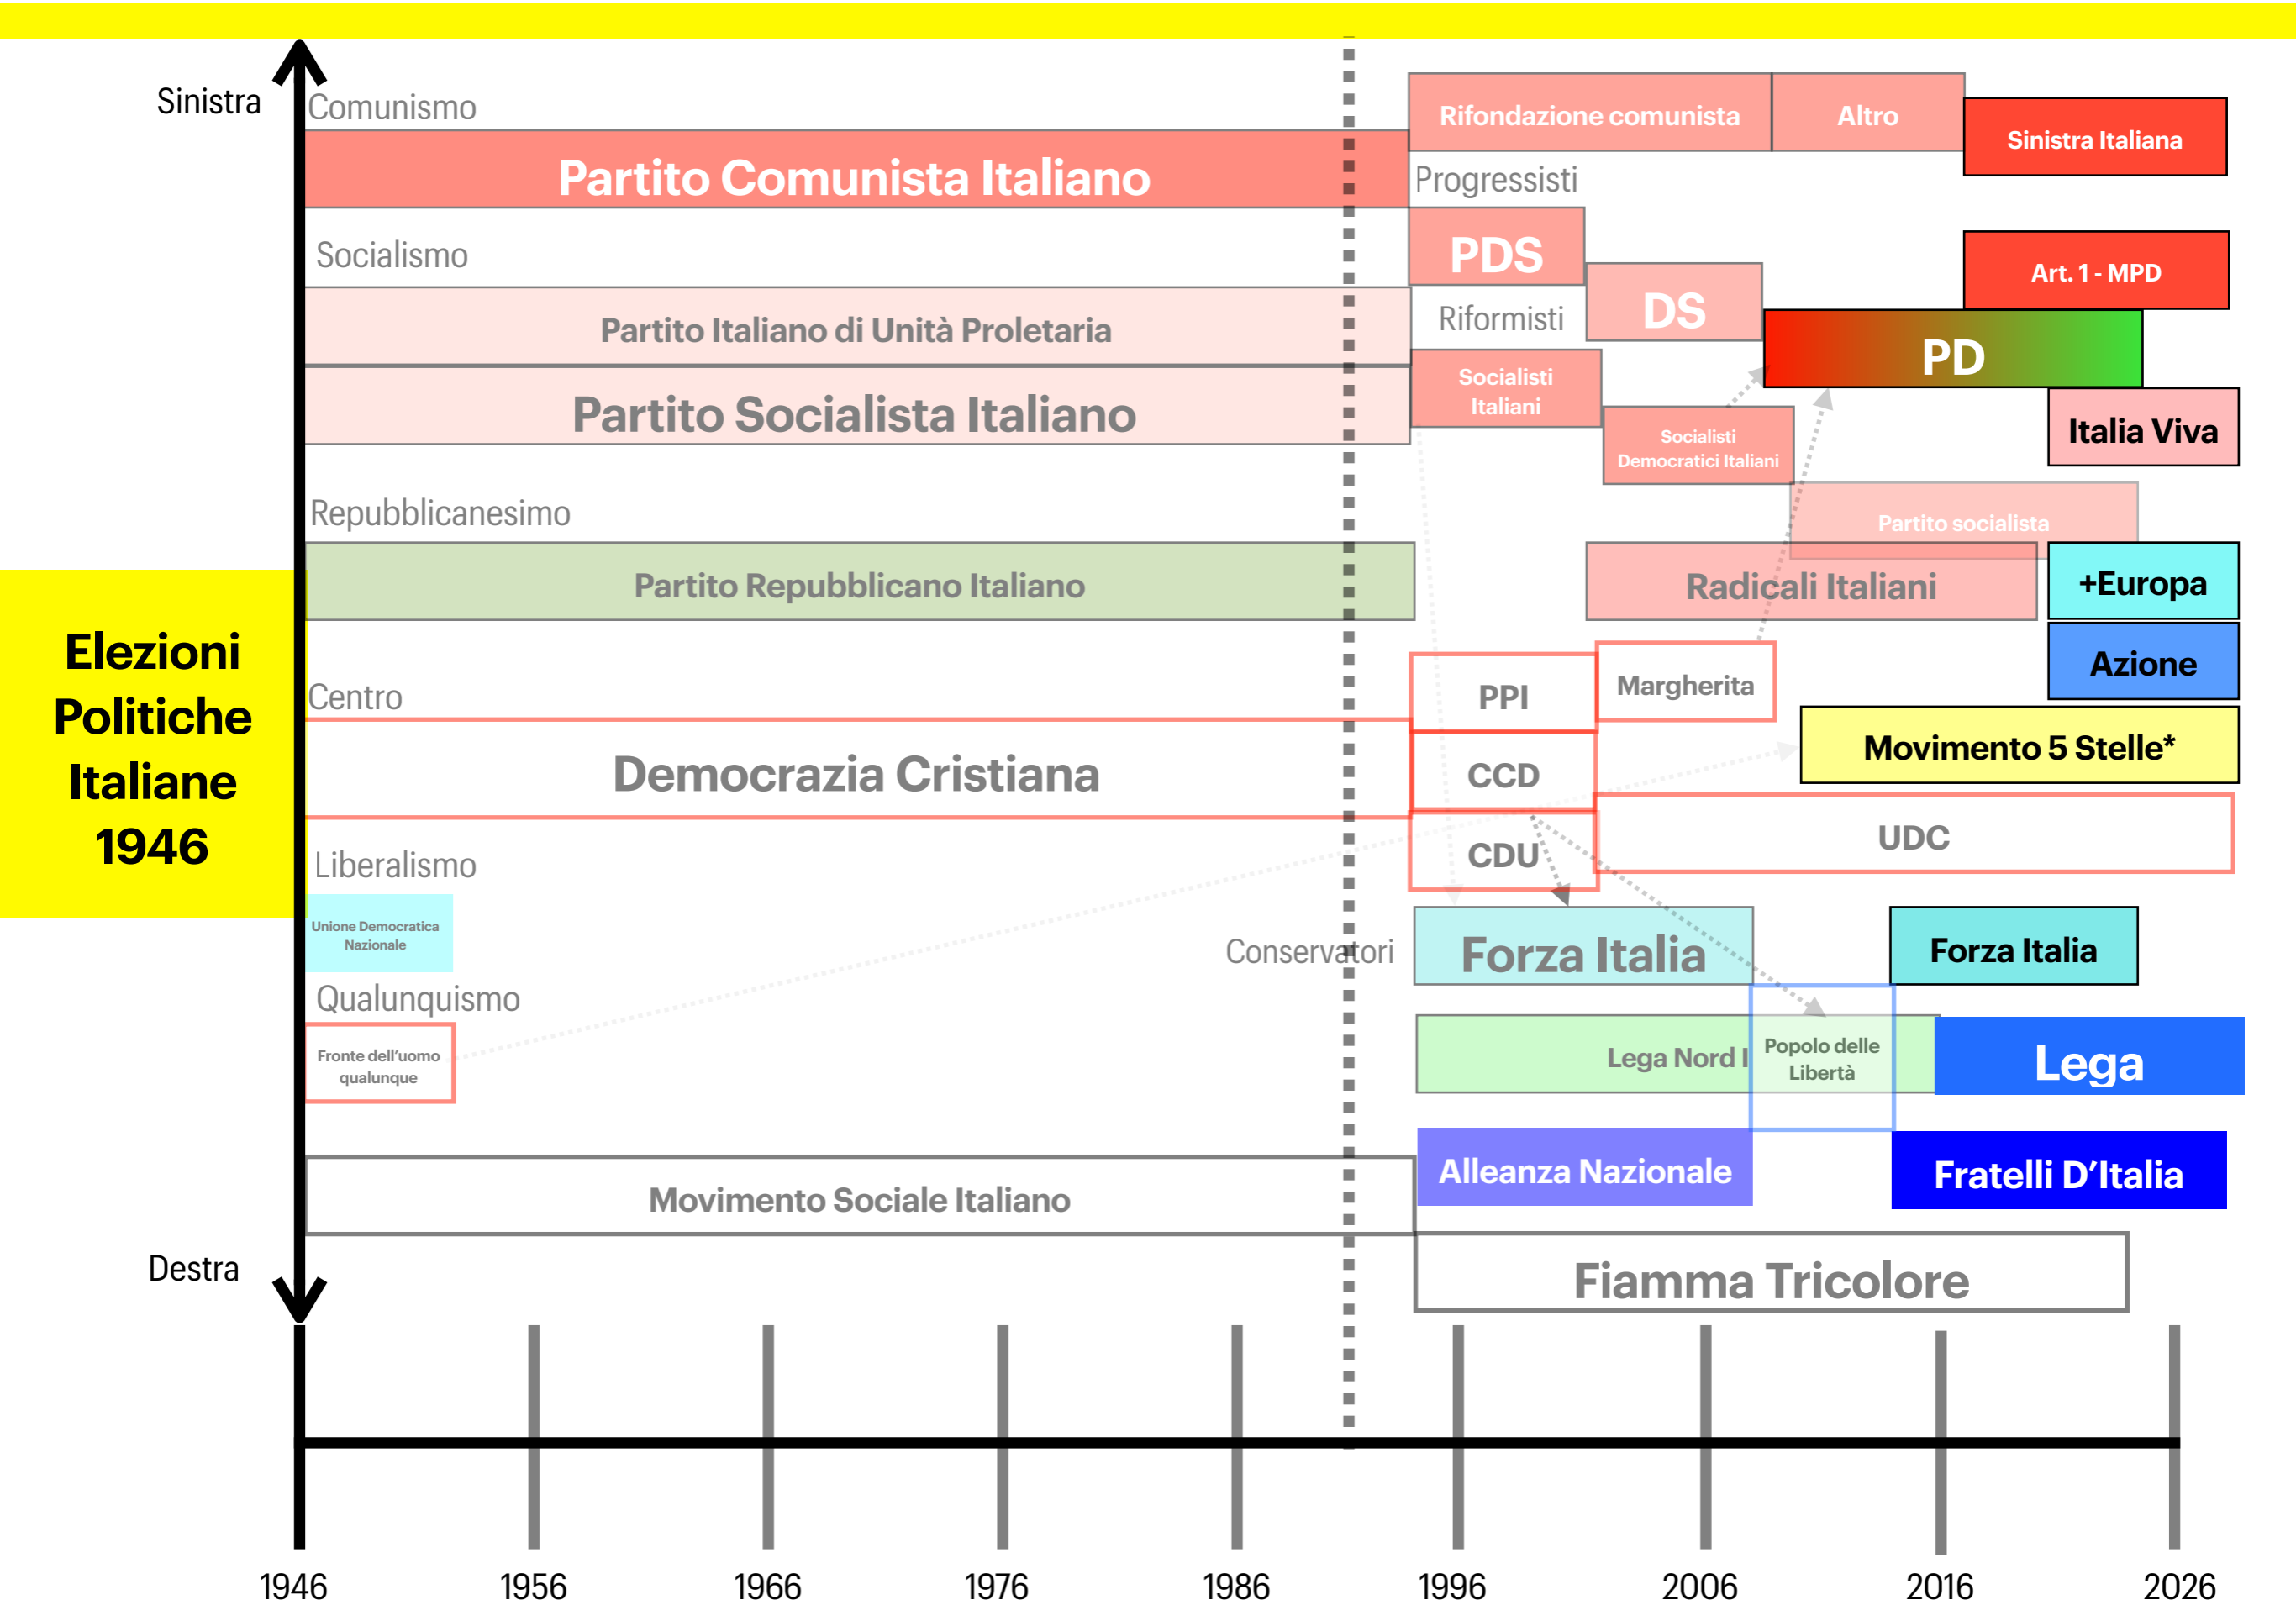 Sinistra
Comunismo
Rifondazione comunista
Altro
Sinistra Italiana
Partito Comunista Italiano
Progressisti
Socialismo
PDS
Art. 1 - MPD
DS
Riformisti
Partito Italiano di Unità Proletaria
PD
Socialisti
Italiani
Partito Socialista Italiano
Italia Viva
Socialisti
Democratici Italiani
Repubblicanesimo
Partito socialista
Partito Repubblicano Italiano
Radicali Italiani
+Europa
Elezioni
Politiche
Italiane
1946
Azione
Centro
PPI
Margherita
Movimento 5 Stelle*
Democrazia Cristiana
CCD
UDC
CDU
Liberalismo
Unione Democratica
Nazionale
Conservatori
Forza Italia
Forza Italia
Qualunquismo
Fronte dell'uomo
qualunque
Lega Nord I
Popolo delle
Libertà
Lega
Alleanza Nazionale
Fratelli D'Italia
Movimento Sociale Italiano
Destra
Fiamma Tricolore
1946
1956
1966
1976
1986
1996
2006
2016
2026